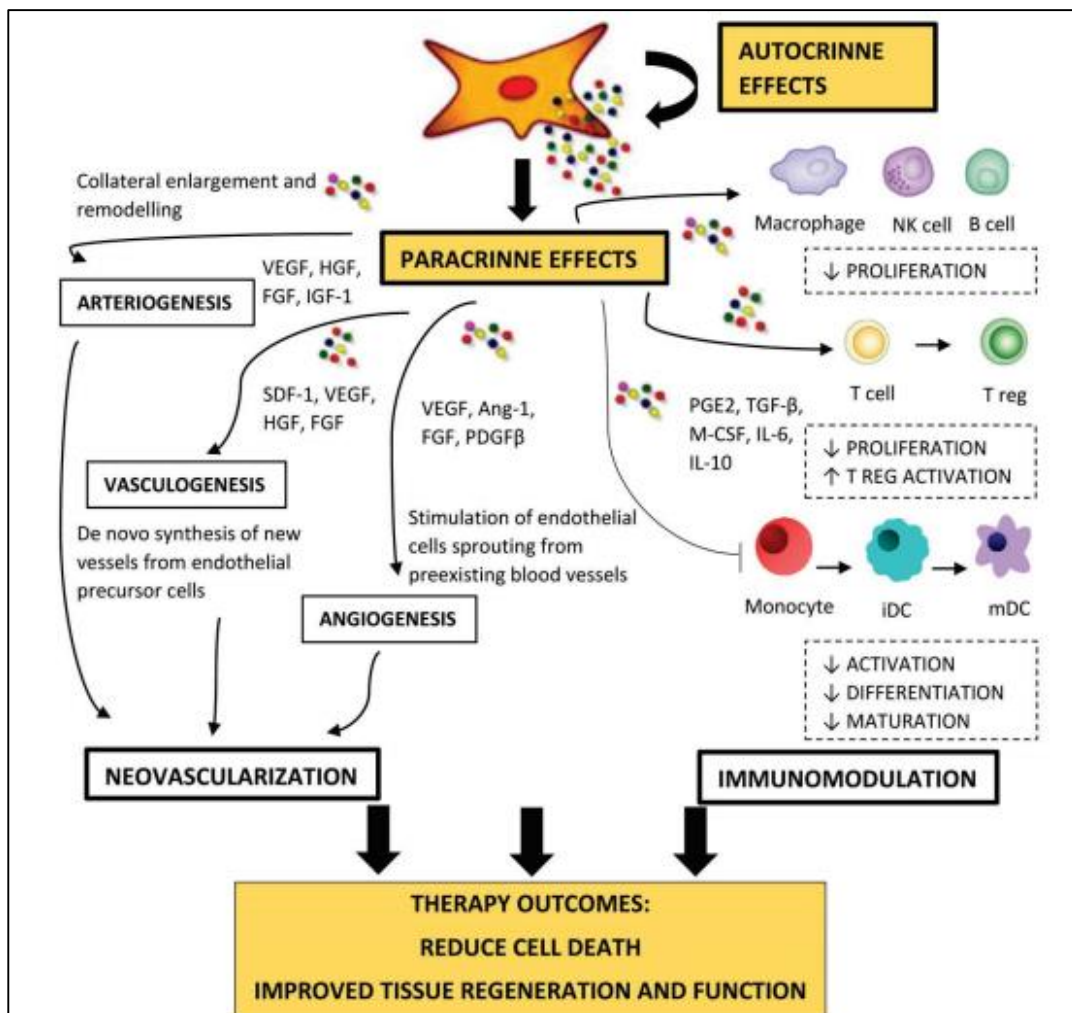 AUTOCRINNE
EFFECTS
Collateral enlargement and
remodelling
Macrophage
NK cell
B cell
PARACRINNE EFFECTS
↓ PROLIFERATION
VEGF, HGF,
FGF, IGF-1
ARTERIOGENESIS
T cell
T reg
SDF-1, VEGF,
HGF, FGF
VEGF, Ang-1,
FGF, PDGFβ
PGE2, TGF-β,
M-CSF, IL-6,
IL-10
↓ PROLIFERATION
↑ T REG ACTIVATION
VASCULOGENESIS
De novo synthesis of new
vessels from endothelial
precursor cells
Stimulation of endothelial
cells sprouting from
preexisting blood vessels
ANGIOGENESIS
Monocyte
iDC
mDC
↓ ACTIVATION
↓ DIFFERENTIATION
↓ MATURATION
NEOVASCULARIZATION
IMMUNOMODULATION
THERAPY OUTCOMES:
REDUCE CELL DEATH
IMPROVED TISSUE REGENERATION AND FUNCTION